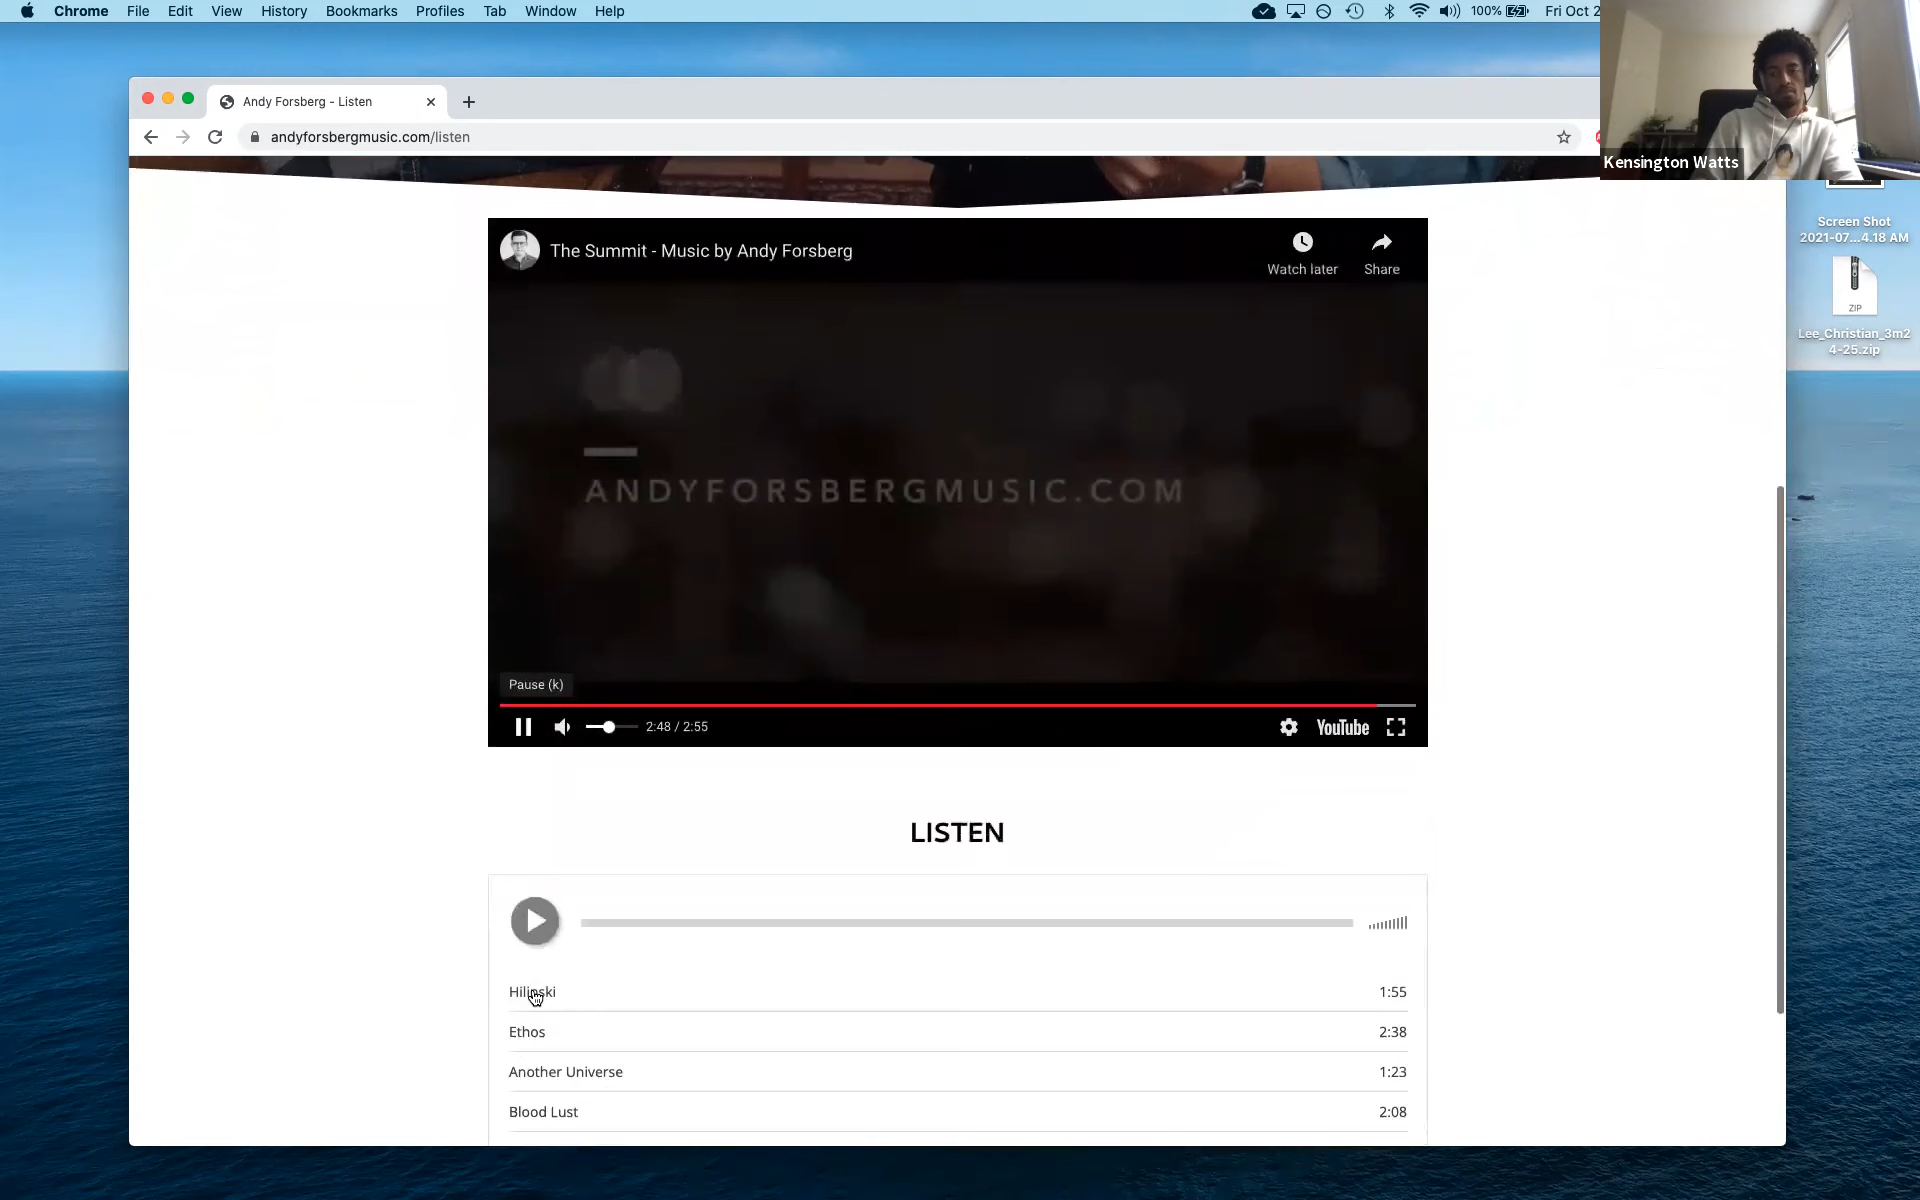 Chrome File Edit View History Bookmarks Profiles Tab Window Help 100% Fri Oct 2
Andy Forsberg - Listen
andyforsbergmusic.com/listen
Kensington Watts
Screen Shot
2021-07...4.18 AM
ZIP
Lee_Christian_3m2
4-25.zip
The Summit - Music by Andy Forsberg
Watch later Share
ANDYFORSBERGMUSIC.COM
Pause (k)
2:48 / 2:55 YouTube
LISTEN
Hilinski 1:55
Ethos 2:38
Another Universe 1:23
Blood Lust 2:08